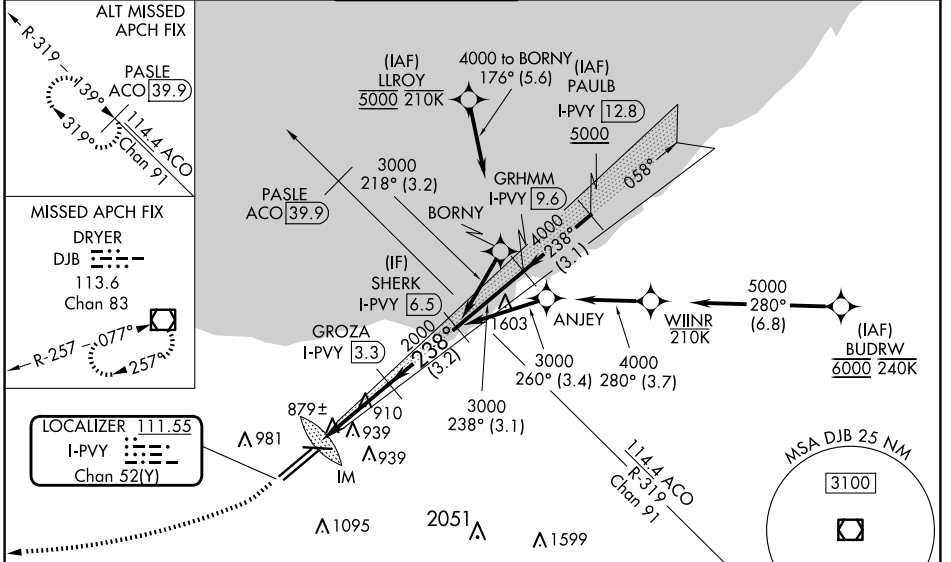 ALT MISSED
APCH FIX
R-319
139°
PASLE
ACO 39.9
319°
114.4 ACO
Chan 91
MISSED APCH FIX
DRYER
DJB
113.6
Chan 83
R-257
077°
257°
LOCALIZER 111.55
I-PVY
Chan 52(Y)
(IAF)
LLROY
5000 210K
4000 to BORNY
176° (5.6)
(IAF)
PAULB
I-PVY 12.8
5000
058°
3000
218° (3.2)
GRHMM
I-PVY 9.6
PASLE
ACO 39.9
BORNY
4000
238°
(3.1)
(IF)
SHERK
I-PVY 6.5
1603
ANJEY
WIINR
210K
5000
280°
(6.8)
(IAF)
BUDRW
6000 240K
GROZA
I-PVY 3.3
2000
238°
(3.2)
3000
260° (3.4)
4000
280° (3.7)
3000
238° (3.1)
879±
910
939
939
981
IM
1095
2051
1599
114.4 ACO
R-319
Chan 91
MSA DJB 25 NM
3100